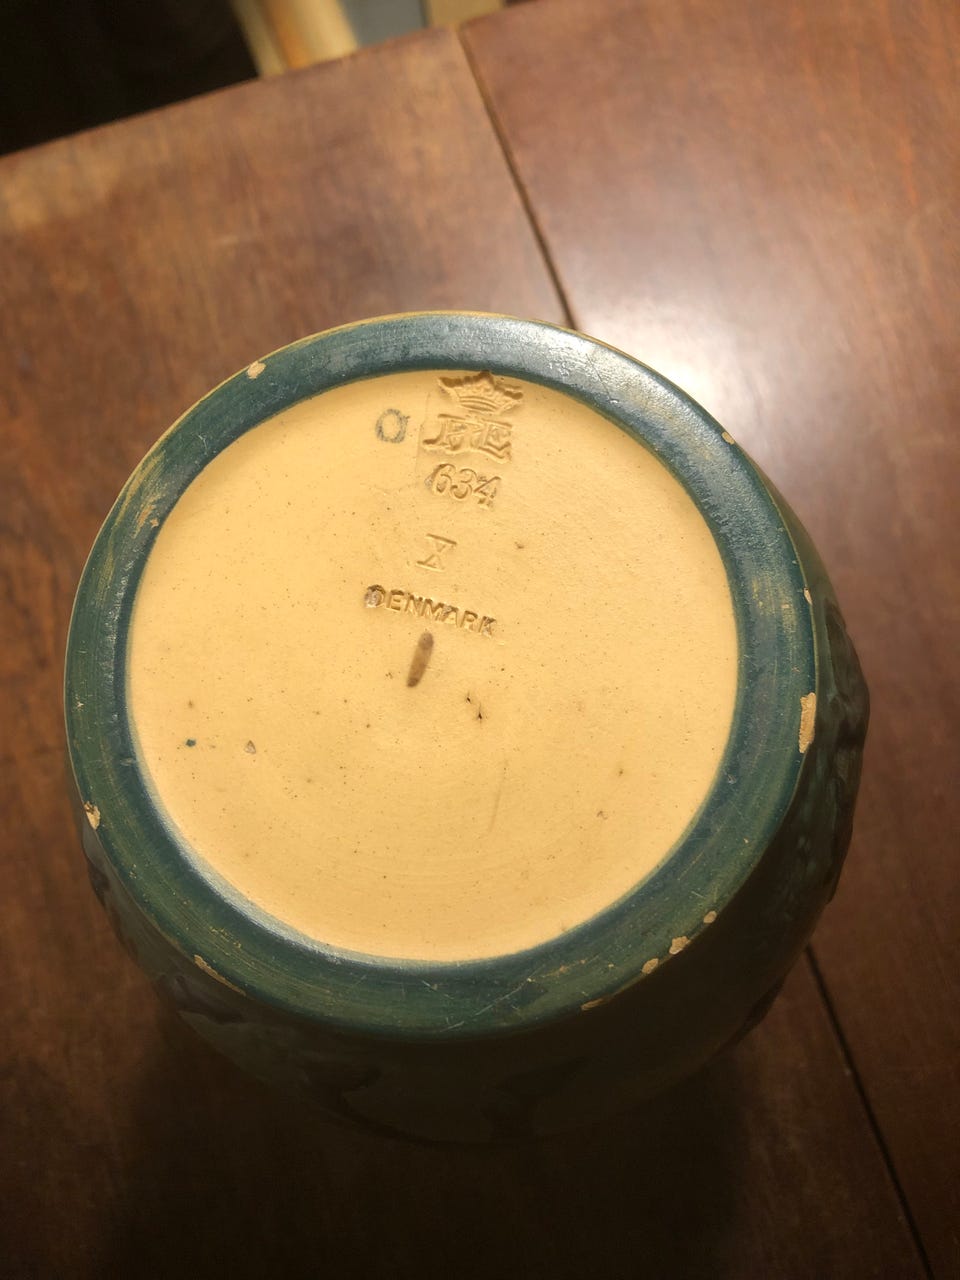 O
HE
634
X
DENMARK